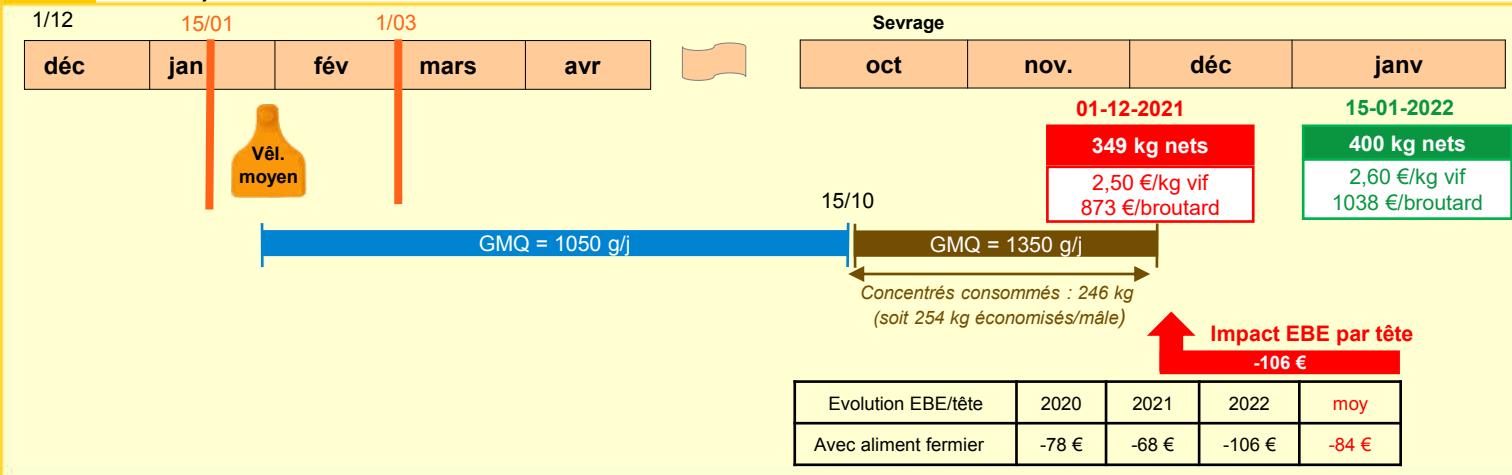 1/12
15/01
1/03
Sevrage
déc jan fév mars avr oct nov. déc janv
Vêl.
moyen
01-12-2021
349 kg nets
2,50 €/kg vif
873 €/broutard
15-01-2022
400 kg nets
2,60 €/kg vif
1038 €/broutard
15/10
GMQ = 1050 g/j
GMQ = 1350 g/j
Concentrés consommés : 246 kg
(soit 254 kg économisés/mâle)
Impact EBE par tête
-106 €
Evolution EBE/tête 2020 2021 2022 moy
Avec aliment fermier -78 € -68 € -106 € -84 €